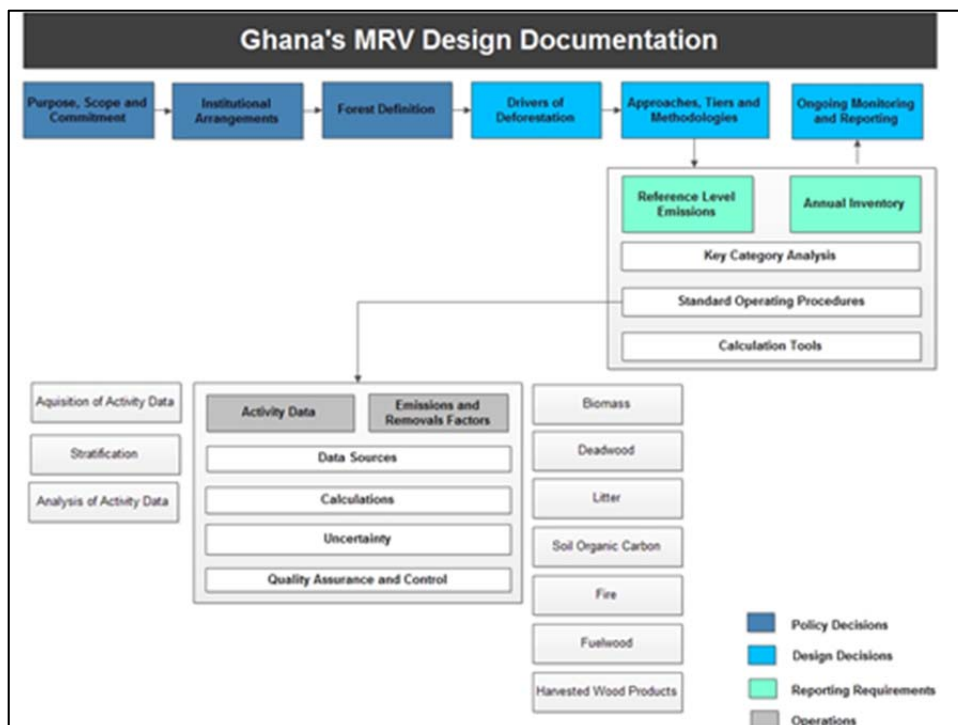 Ghana's MRV Design Documentation
Purpose, Scope and
Commitment
Institutional
Arrangements
Forest Definition
Drivers of
Deforestation
Approaches, Tiers and
Methodologies
Ongoing Monitoring
and Reporting
Reference Level
Emissions
Annual Inventory
Key Category Analysis
Standard Operating Procedures
Calculation Tools
Aquisition of Activity Data
Stratification
Analysis of Activity Data
Activity Data
Emissions and
Removals Factors
Data Sources
Calculations
Uncertainty
Quality Assurance and Control
Biomass
Deadwood
Litter
Soil Organic Carbon
Fire
Fuelwood
Harvested Wood Products
Policy Decisions
Design Decisions
Reporting Requirements
Operations